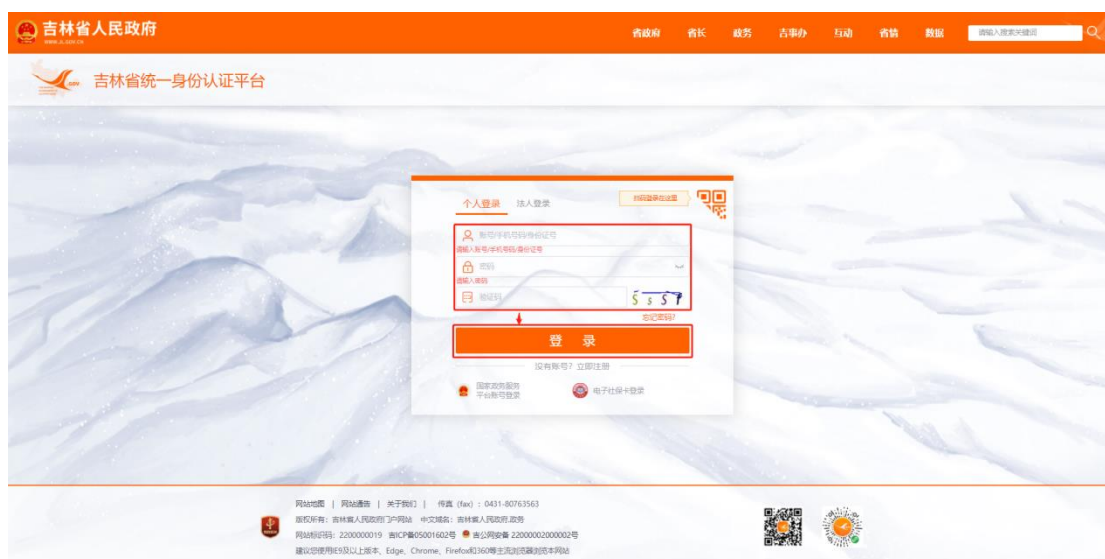 吉林省人民政府
www.jl.gov.cn
省政府 省长 政务 吉事办 互动 省情 数据 请输入搜索关键词
吉林省统一身份认证平台
个人登录 法人登录 扫码登录在这里
账号/手机号码/身份证号
请输入账号/手机号码/身份证号
密码
请输入密码
验证码
忘记密码?
登 录
没有账号? 立即注册
国家政务服务
平台账号登录
电子社保卡登录
网站地图 | 网站通告 | 关于我们 | 传真 (fax) : 0431-80763563
版权所有: 吉林省人民政府门户网站 中文域名: 吉林省人民政府.政务
网站标识码: 2200000019 吉ICP备05001602号 吉公网安备 22000002000002号
建议您使用IE9及以上版本、Edge、Chrome、Firefox和360等主流浏览器浏览本网站